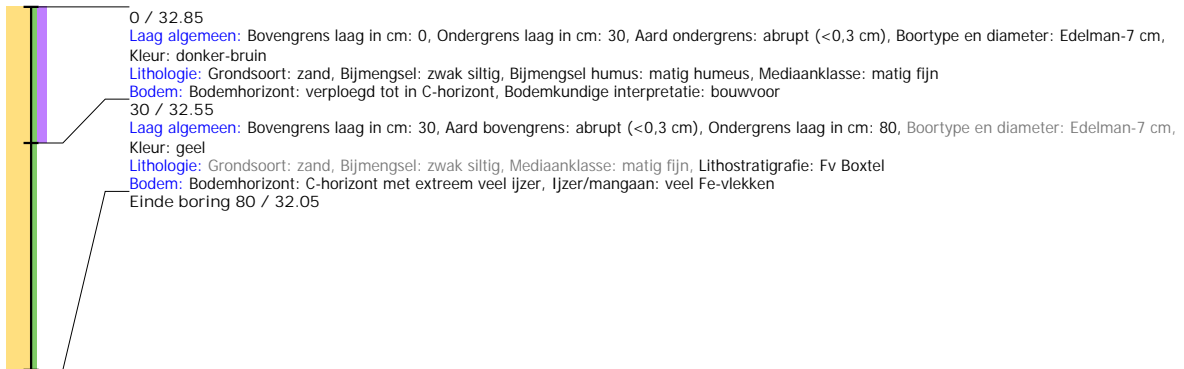 0 / 32.85
Laag algemeen: Bovengrens laag in cm: 0, Ondergrens laag in cm: 30, Aard ondergrens: abrupt (<0,3 cm), Boortype en diameter: Edelman-7 cm,
Kleur: donker-bruin
Lithologie: Grondsoort: zand, Bijmengsel: zwak siltig, Bijmengsel humus: matig humeus, Mediaanklasse: matig fijn
Bodem: Bodemhorizont: verploegd tot in C-horizont, Bodemkundige interpretatie: bouwvoor
30 / 32.55
Laag algemeen: Bovengrens laag in cm: 30, Aard bovengrens: abrupt (<0,3 cm), Ondergrens laag in cm: 80, Boortype en diameter: Edelman-7 cm,
Kleur: geel
Lithologie: Grondsoort: zand, Bijmengsel: zwak siltig, Mediaanklasse: matig fijn, Lithostratigrafie: Fv Boxtel
Bodem: Bodemhorizont: C-horizont met extreem veel ijzer, Ijzer/mangaan: veel Fe-vlekken
Einde boring 80 / 32.05